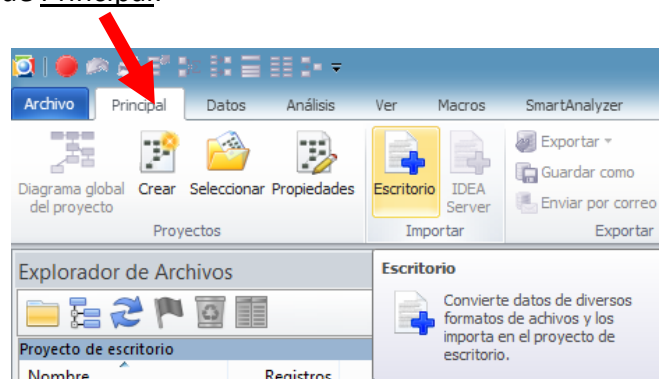 de Principal.
Archivo Principal Datos Análisis Ver Macros SmartAnalyzer
Diagrama global del proyecto
Crear
Seleccionar
Propiedades
Escritorio
IDEA Server
Exportar
Guardar como
Enviar por correo
Proyectos
Importar
Exportar
Explorador de Archivos
Proyecto de escritorio
Nombre Registros
Escritorio
Convierte datos de diversos
formatos de achivos y los
importa en el proyecto de
escritorio.